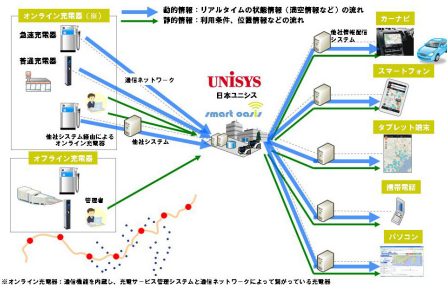 オンライン充電器(※)
急速充電器
普通充電器
他社システム経由による
オンライン充電器
オフライン充電器
管理者
動的情報：リアルタイムの状態情報（満空情報など）の流れ
静的情報：利用条件、位置情報などの流れ
通信ネットワーク
他社システム
UNISYS
日本ユニシス
smart oasis
他社情報配信
システム
カーナビ
スマートフォン
タブレット端末
携帯電話
パソコン
※オンライン充電器：通信機能を内蔵し、充電サービス管理システムと通信ネットワークによって繋がっている充電器